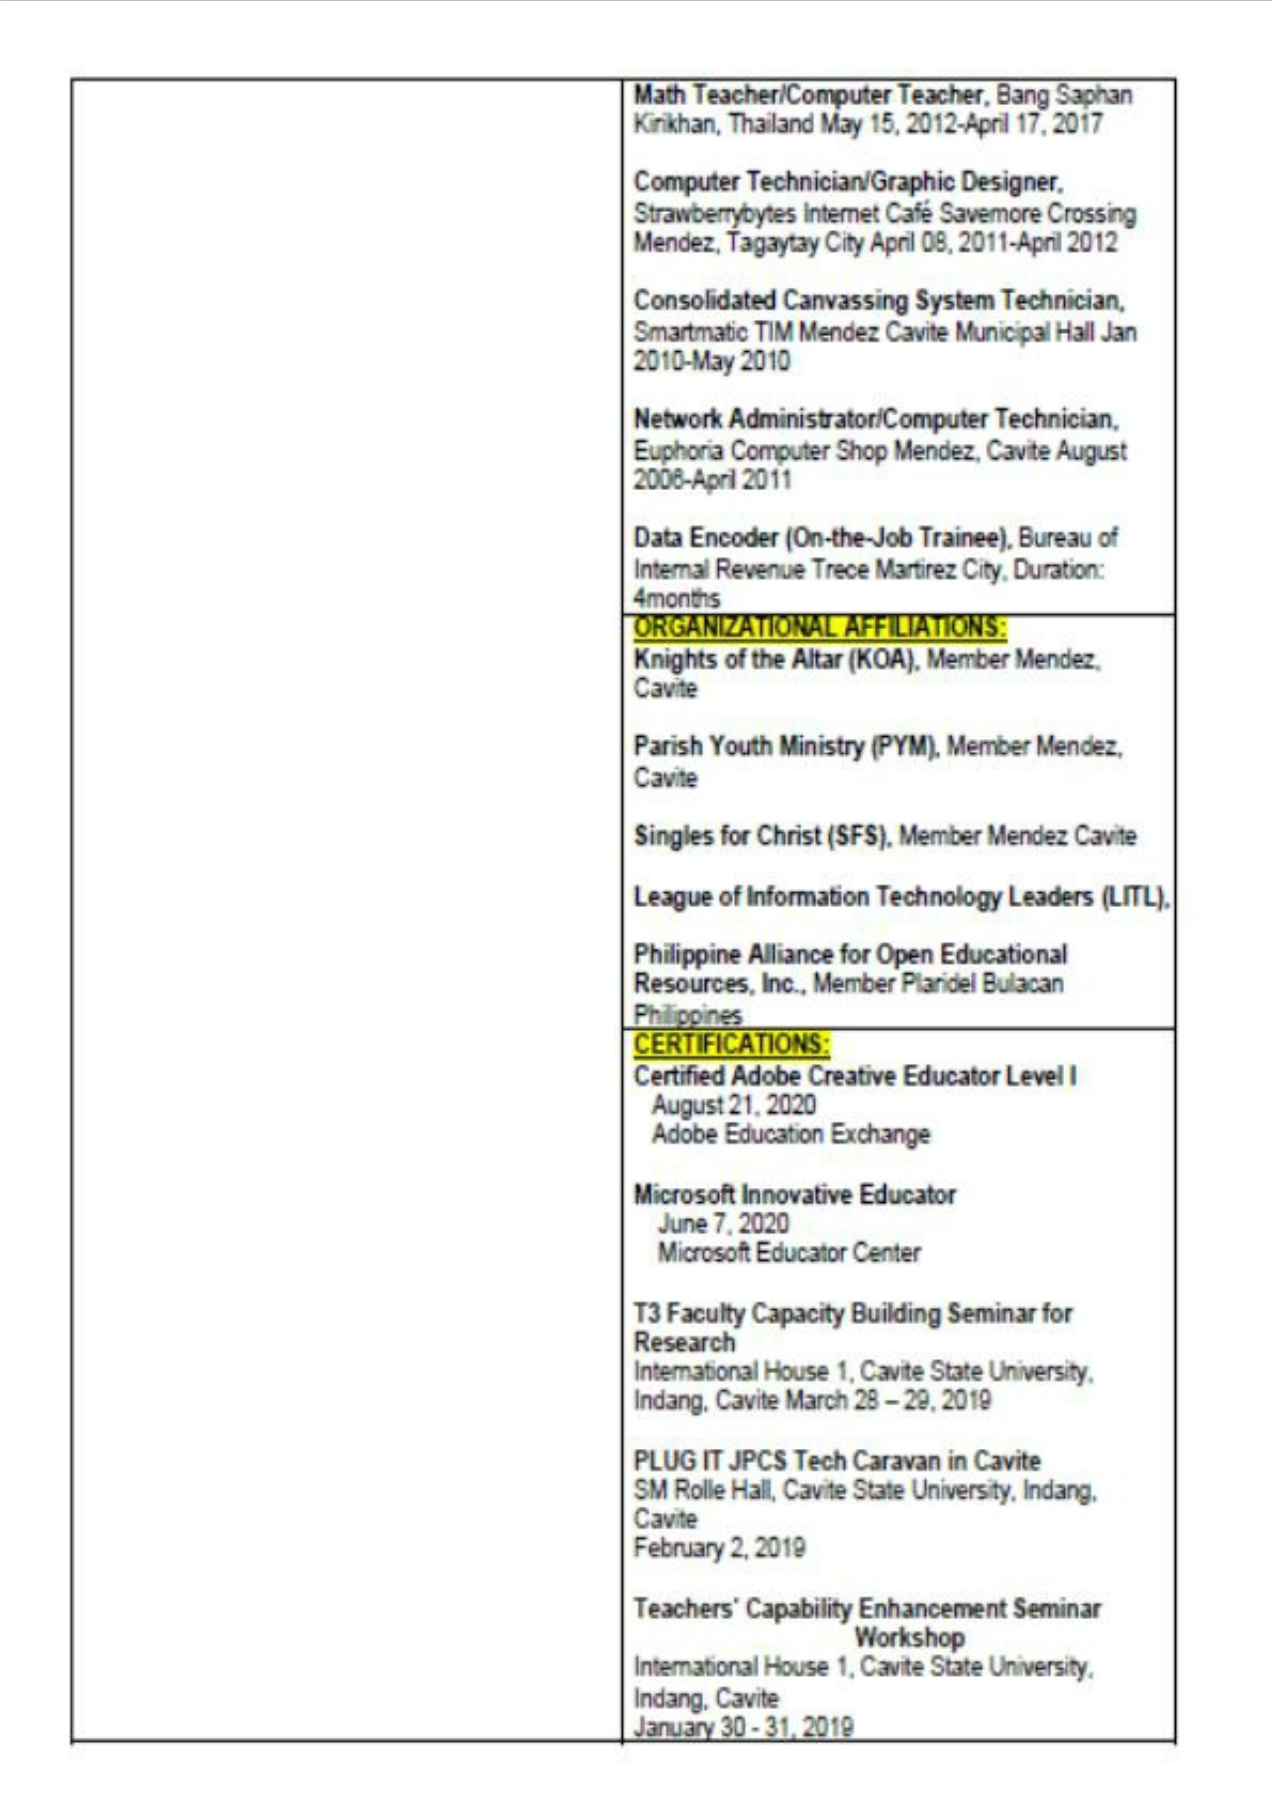 Math Teacher/Computer Teacher, Bang Saphan
Kirikhan, Thailand May 15, 2012-April 17, 2017
Computer Technician/Graphic Designer,
Strawberrybytes Internet Café Savemore Crossing
Mendez, Tagaytay City April 08, 2011-April 2012
Consolidated Canvassing System Technician,
Smartmatic TIM Mendez Cavite Municipal Hall Jan
2010-May 2010
Network Administrator/Computer Technician,
Euphoria Computer Shop Mendez, Cavite August
2006-April 2011
Data Encoder (On-the-Job Trainee), Bureau of
Internal Revenue Trece Martirez City, Duration:
4months
ORGANIZATIONAL AFFILIATIONS:
Knights of the Altar (KOA), Member Mendez,
Cavite
Parish Youth Ministry (PYM), Member Mendez,
Cavite
Singles for Christ (SFS), Member Mendez Cavite
League of Information Technology Leaders (LITL),
Philippine Alliance for Open Educational
Resources, Inc., Member Plaridel Bulacan
Philippines
CERTIFICATIONS:
Certified Adobe Creative Educator Level I
August 21, 2020
Adobe Education Exchange
Microsoft Innovative Educator
June 7, 2020
Microsoft Educator Center
T3 Faculty Capacity Building Seminar for
Research
International House 1, Cavite State University,
Indang, Cavite March 28 – 29, 2019
PLUG IT JPCS Tech Caravan in Cavite
SM Rolle Hall, Cavite State University, Indang,
Cavite
February 2, 2019
Teachers' Capability Enhancement Seminar
Workshop
International House 1, Cavite State University,
Indang, Cavite
January 30 - 31, 2019